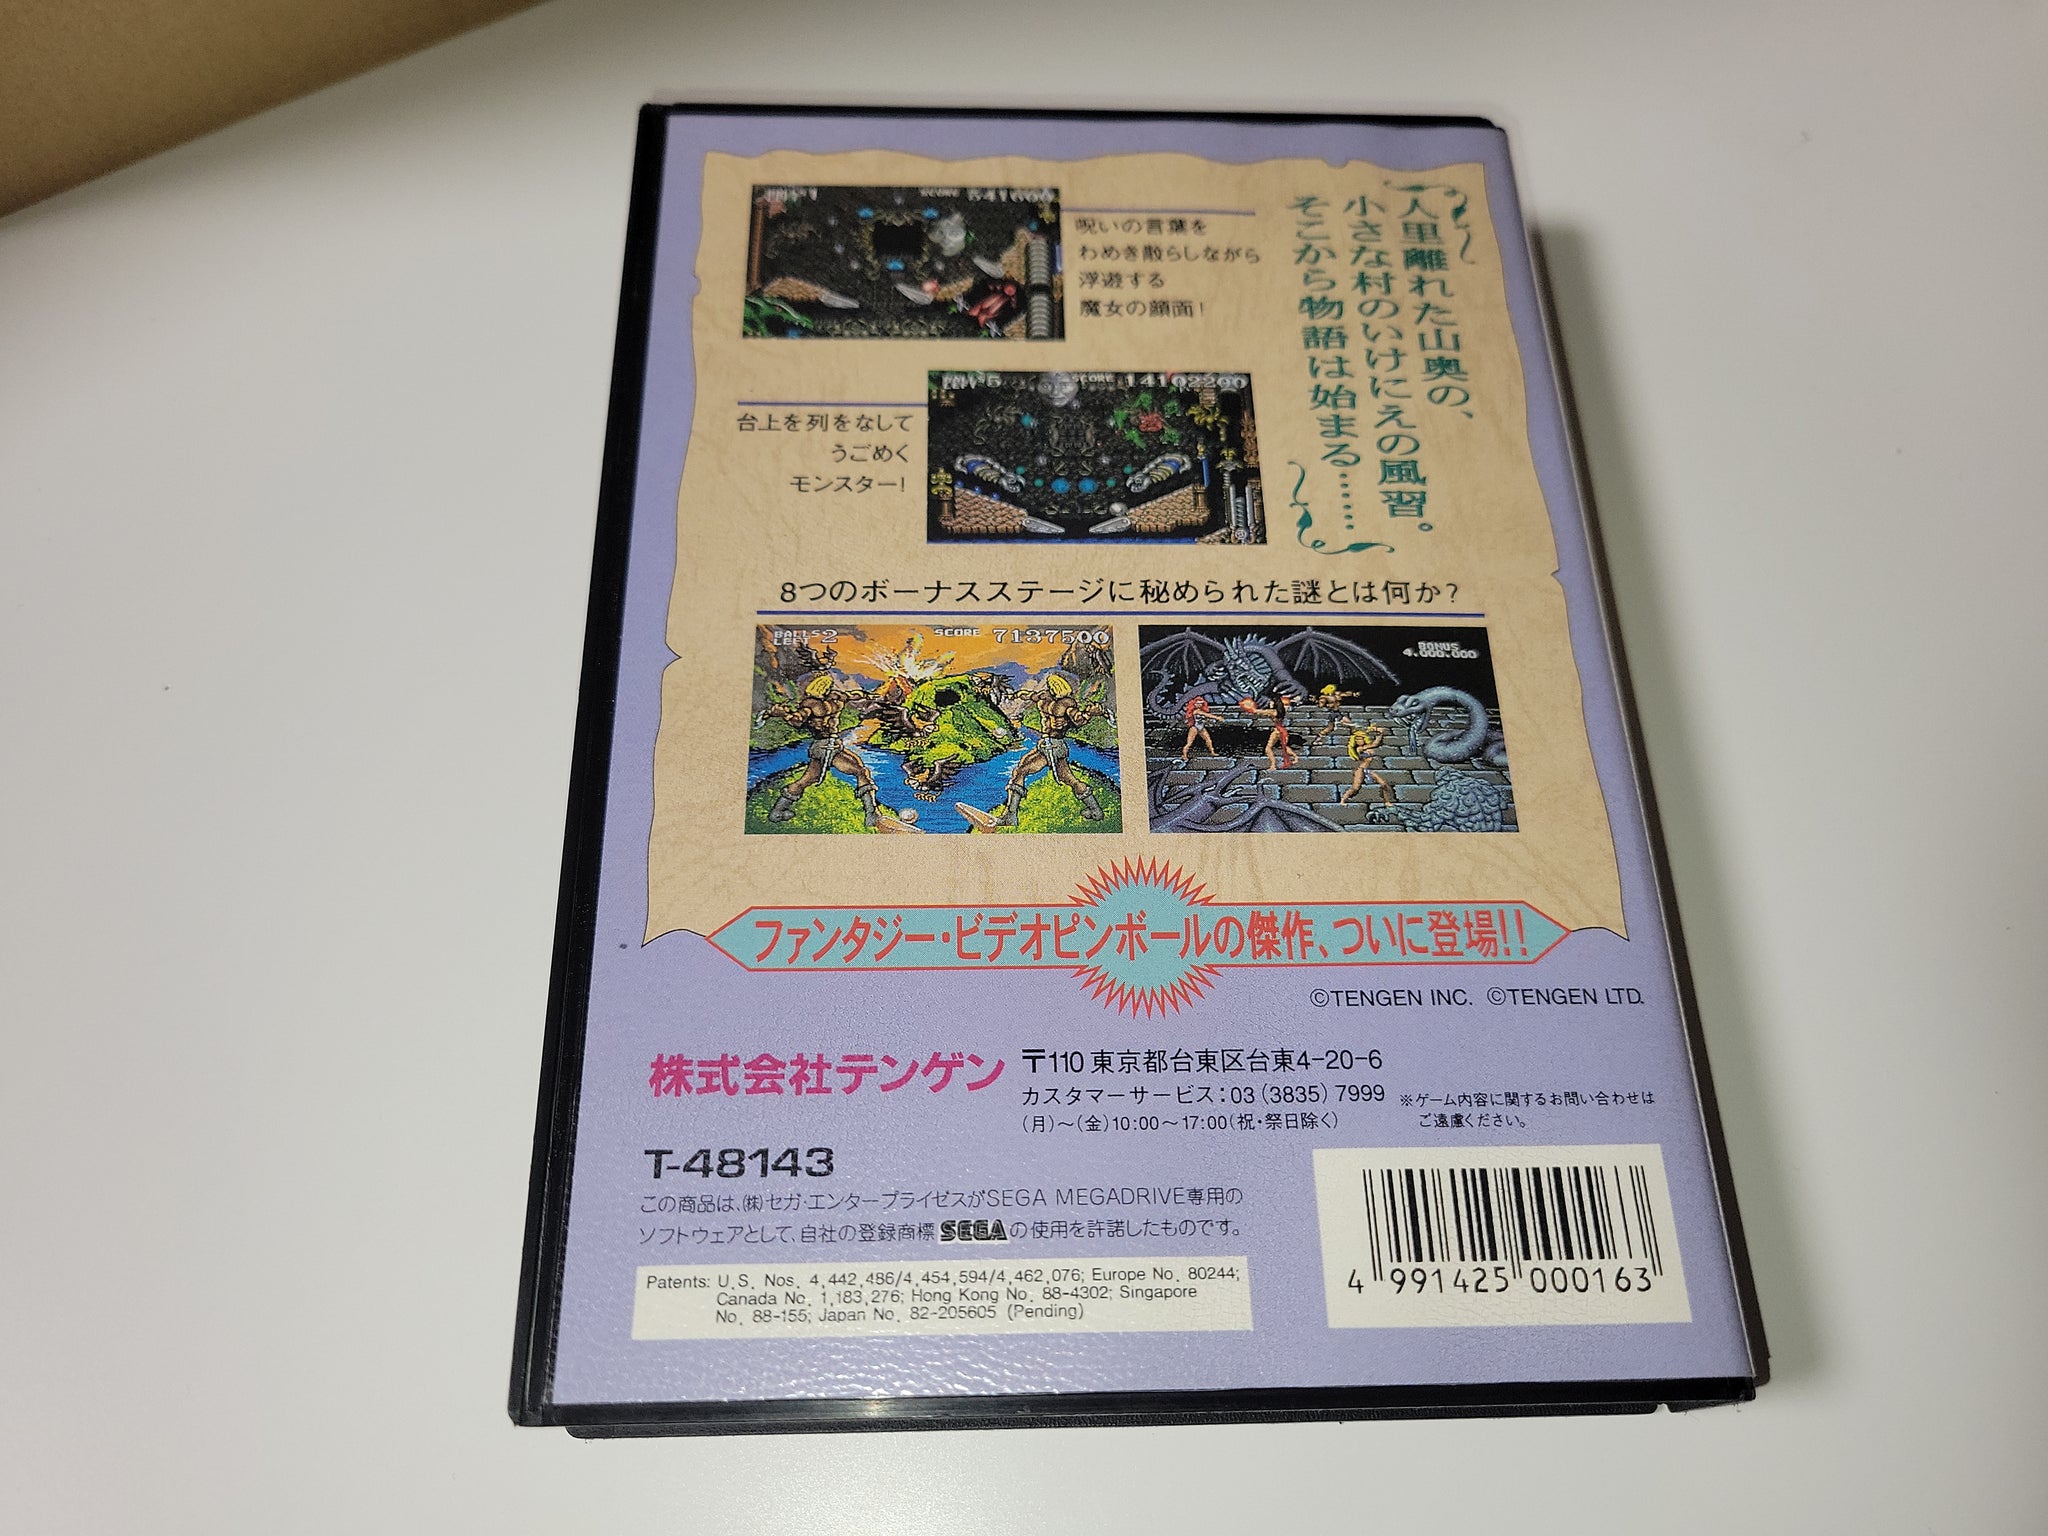 人里離れた山奥の、
小さな村のいけにえの風習。
そこから物語は始まる……
SCORE 541000
呪いの言葉を
わめき散らしながら
浮遊する
魔女の顔面!
SCORE 14102200
台上を列をなして
うごめく
モンスター!
8つのボーナスステージに秘められた謎とは何か?
BALLS 2 SCORE 7137500
LEFT
BONUS
4.000.000
ファンタジー・ビデオピンボールの傑作、ついに登場!!
©TENGEN INC. ©TENGEN LTD.
株式会社テンゲン
〒110 東京都台東区台東4-20-6
カスタマーサービス:03(3835)7999
(月)~(金)10:00~17:00(祝・祭日除く)
※ゲーム内容に関するお問い合わせは
ご遠慮ください。
T-48143
この商品は、(株)セガ・エンタープライゼスがSEGA MEGADRIVE専用の
ソフトウェアとして、自社の登録商標SEGAの使用を許諾したものです。
Patents: U.S. Nos. 4,442,486/4,454,594/4,462,076; Europe No. 80244;
Canada No. 1,183,276; Hong Kong No. 88-4302; Singapore
No. 88-155; Japan No. 82-205605 (Pending)
4 991425 000163